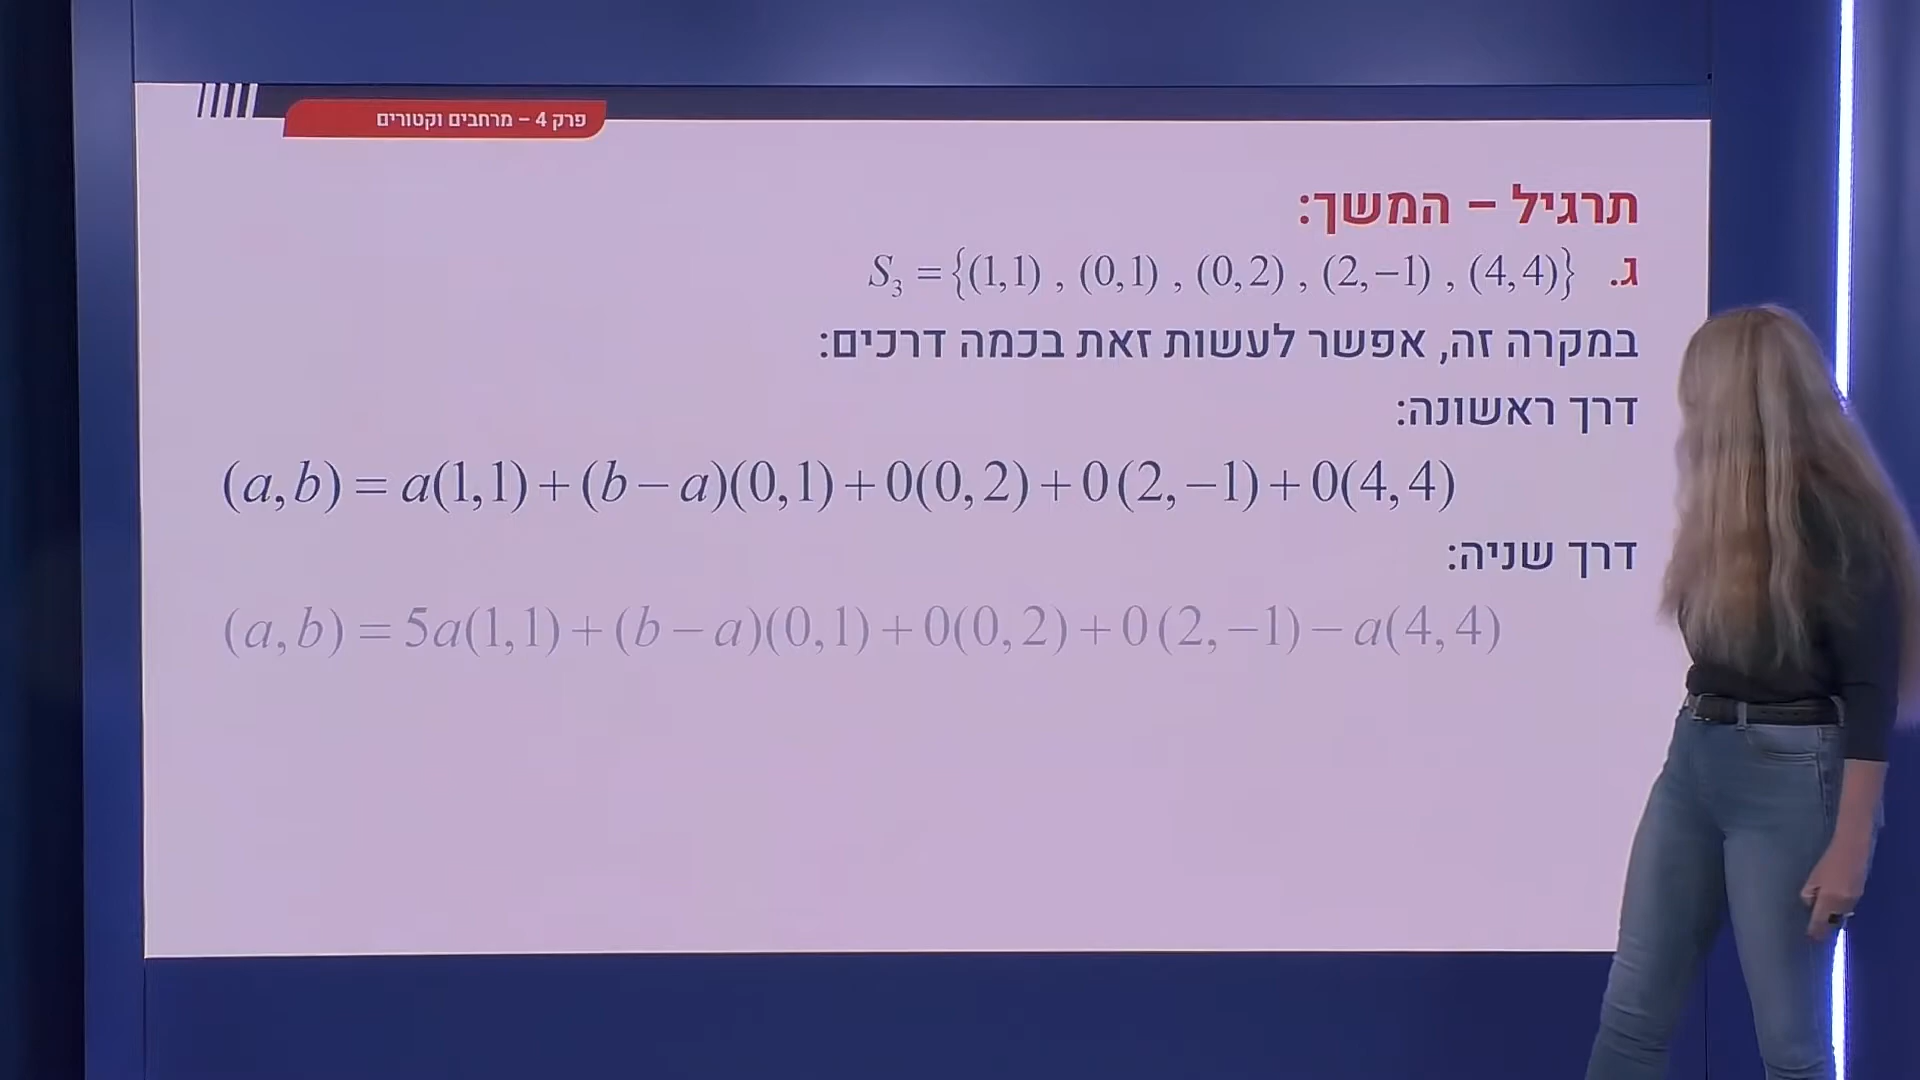 פרק 4 – מרחבים וקטורים
תרגיל – המשך:
ג. S₃ = {(1,1) , (0,1) , (0,2) , (2,−1) , (4,4)}
במקרה זה, אפשר לעשות זאת בכמה דרכים:
דרך ראשונה:
(a,b) = a(1,1) + (b − a)(0,1) + 0(0,2) + 0(2,−1) + 0(4,4)
דרך שניה:
(a,b) = 5a(1,1) + (b − a)(0,1) + 0(0,2) + 0(2,−1) − a(4,4)